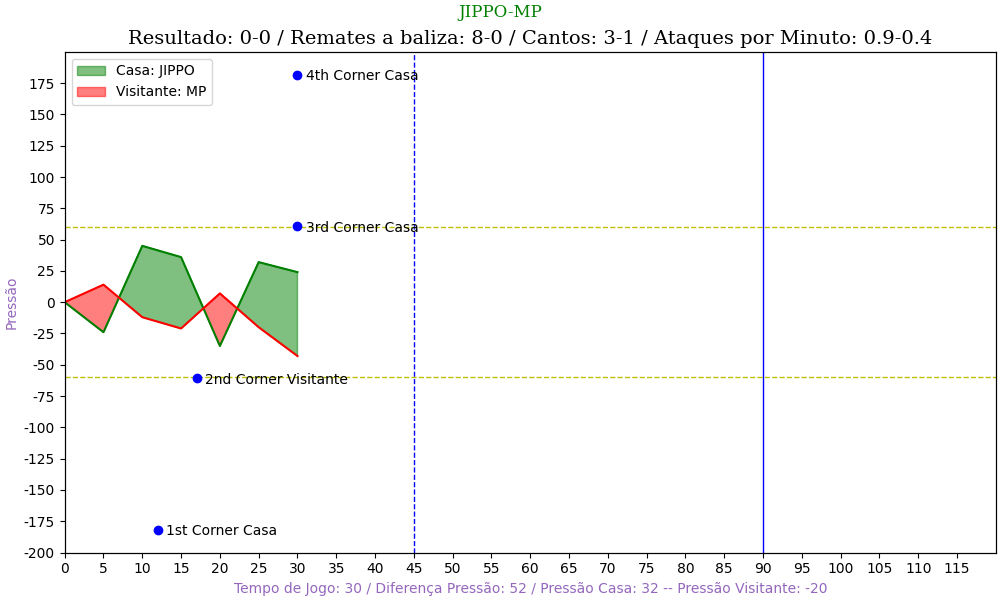 JIPPO-MP
Resultado: 0-0 / Remates a baliza: 8-0 / Cantos: 3-1 / Ataques por Minuto: 0.9-0.4
Casa: JIPPO
Visitante: MP
4th Corner Casa
3rd Corner Casa
2nd Corner Visitante
1st Corner Casa
Pressão
175
150
125
100
75
50
25
0
-25
-50
-75
-100
-125
-150
-175
-200
0 5 10 15 20 25 30 35 40 45 50 55 60 65 70 75 80 85 90 95 100 105 110 115
Tempo de Jogo: 30 / Diferença Pressão: 52 / Pressão Casa: 32 -- Pressão Visitante: -20